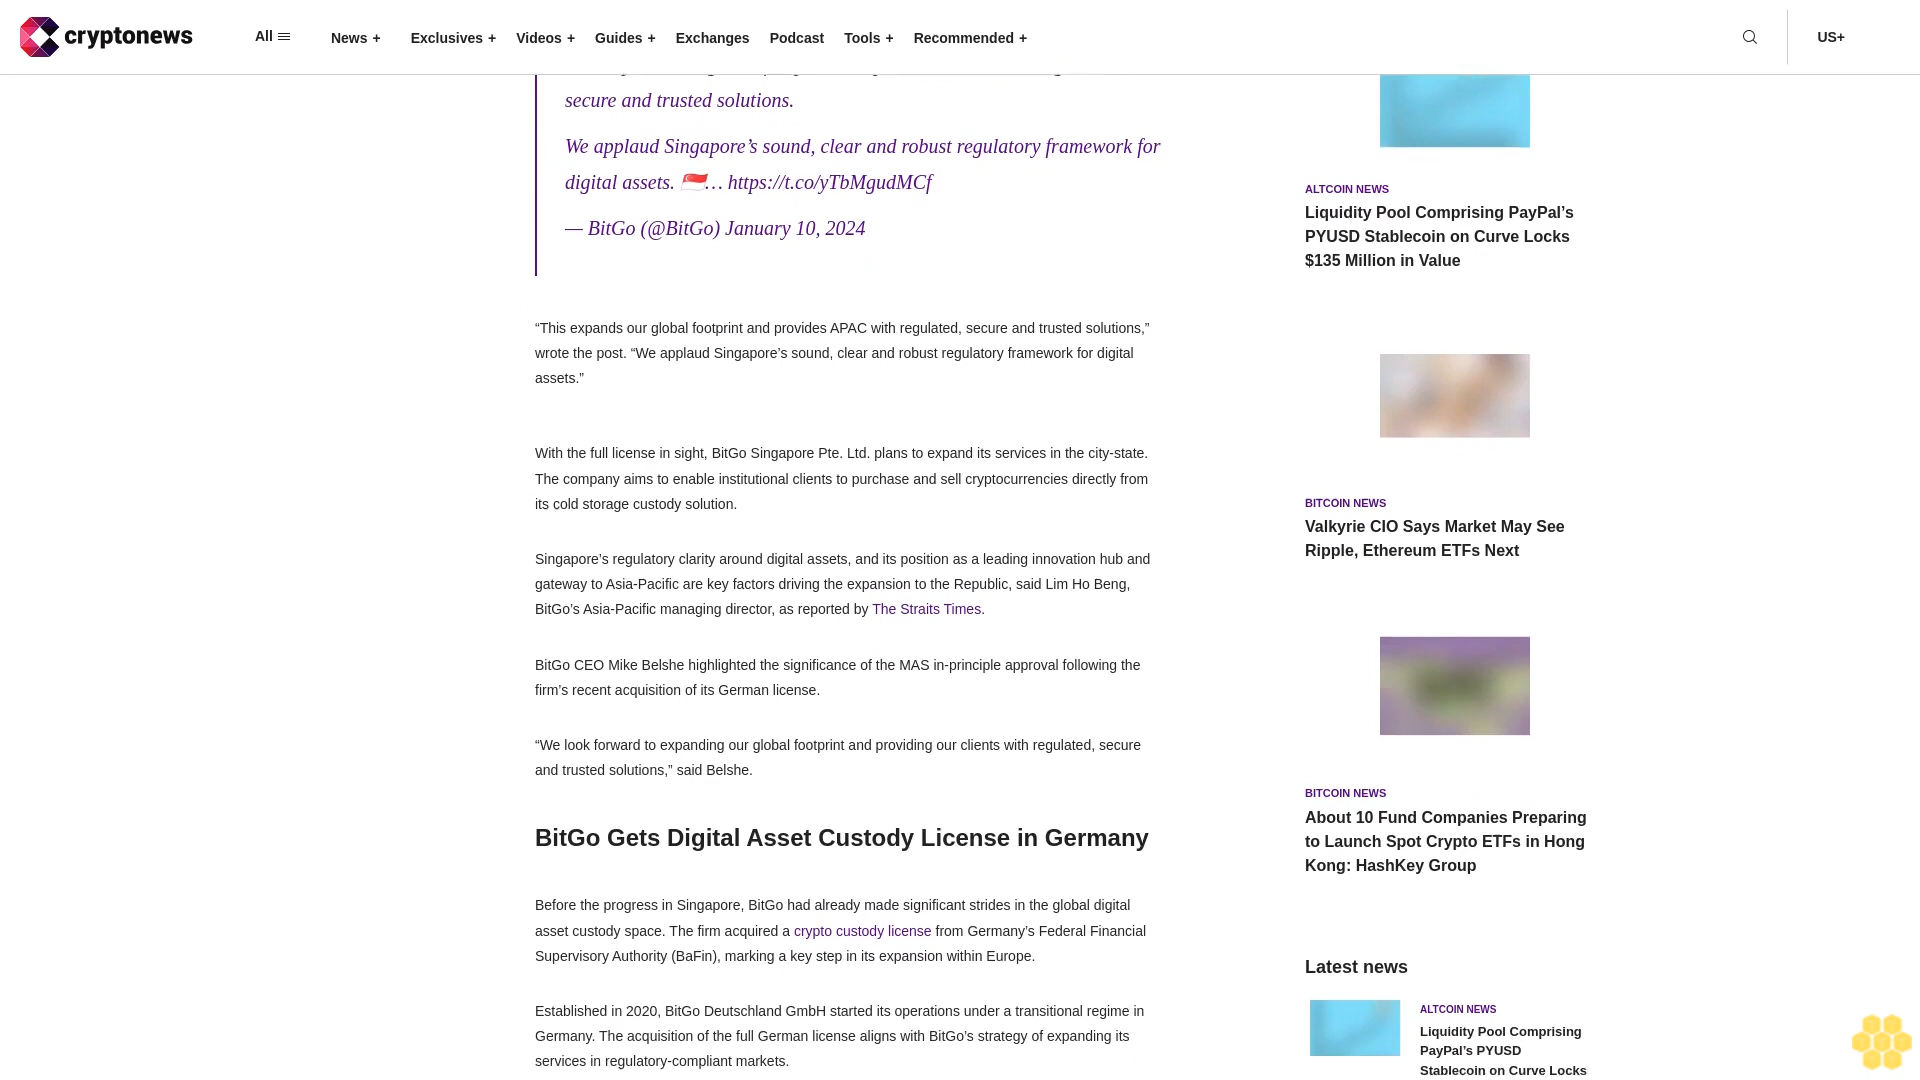 cryptonews
All
News +
Exclusives +
Videos +
Guides +
Exchanges
Podcast
Tools +
Recommended +
US+
secure and trusted solutions.
We applaud Singapore’s sound, clear and robust regulatory framework for
digital assets. 🇸🇬… https://t.co/yTbMgudMCf
— BitGo (@BitGo) January 10, 2024
“This expands our global footprint and provides APAC with regulated, secure and trusted solutions,”
wrote the post. “We applaud Singapore’s sound, clear and robust regulatory framework for digital
assets.”
With the full license in sight, BitGo Singapore Pte. Ltd. plans to expand its services in the city-state.
The company aims to enable institutional clients to purchase and sell cryptocurrencies directly from
its cold storage custody solution.
Singapore’s regulatory clarity around digital assets, and its position as a leading innovation hub and
gateway to Asia-Pacific are key factors driving the expansion to the Republic, said Lim Ho Beng,
BitGo’s Asia-Pacific managing director, as reported by The Straits Times.
BitGo CEO Mike Belshe highlighted the significance of the MAS in-principle approval following the
firm’s recent acquisition of its German license.
“We look forward to expanding our global footprint and providing our clients with regulated, secure
and trusted solutions,” said Belshe.
BitGo Gets Digital Asset Custody License in Germany
Before the progress in Singapore, BitGo had already made significant strides in the global digital
asset custody space. The firm acquired a crypto custody license from Germany’s Federal Financial
Supervisory Authority (BaFin), marking a key step in its expansion within Europe.
Established in 2020, BitGo Deutschland GmbH started its operations under a transitional regime in
Germany. The acquisition of the full German license aligns with BitGo’s strategy of expanding its
services in regulatory-compliant markets.
ALTCOIN NEWS
Liquidity Pool Comprising PayPal’s
PYUSD Stablecoin on Curve Locks
$135 Million in Value
BITCOIN NEWS
Valkyrie CIO Says Market May See
Ripple, Ethereum ETFs Next
BITCOIN NEWS
About 10 Fund Companies Preparing
to Launch Spot Crypto ETFs in Hong
Kong: HashKey Group
Latest news
ALTCOIN NEWS
Liquidity Pool Comprising
PayPal’s PYUSD
Stablecoin on Curve Locks